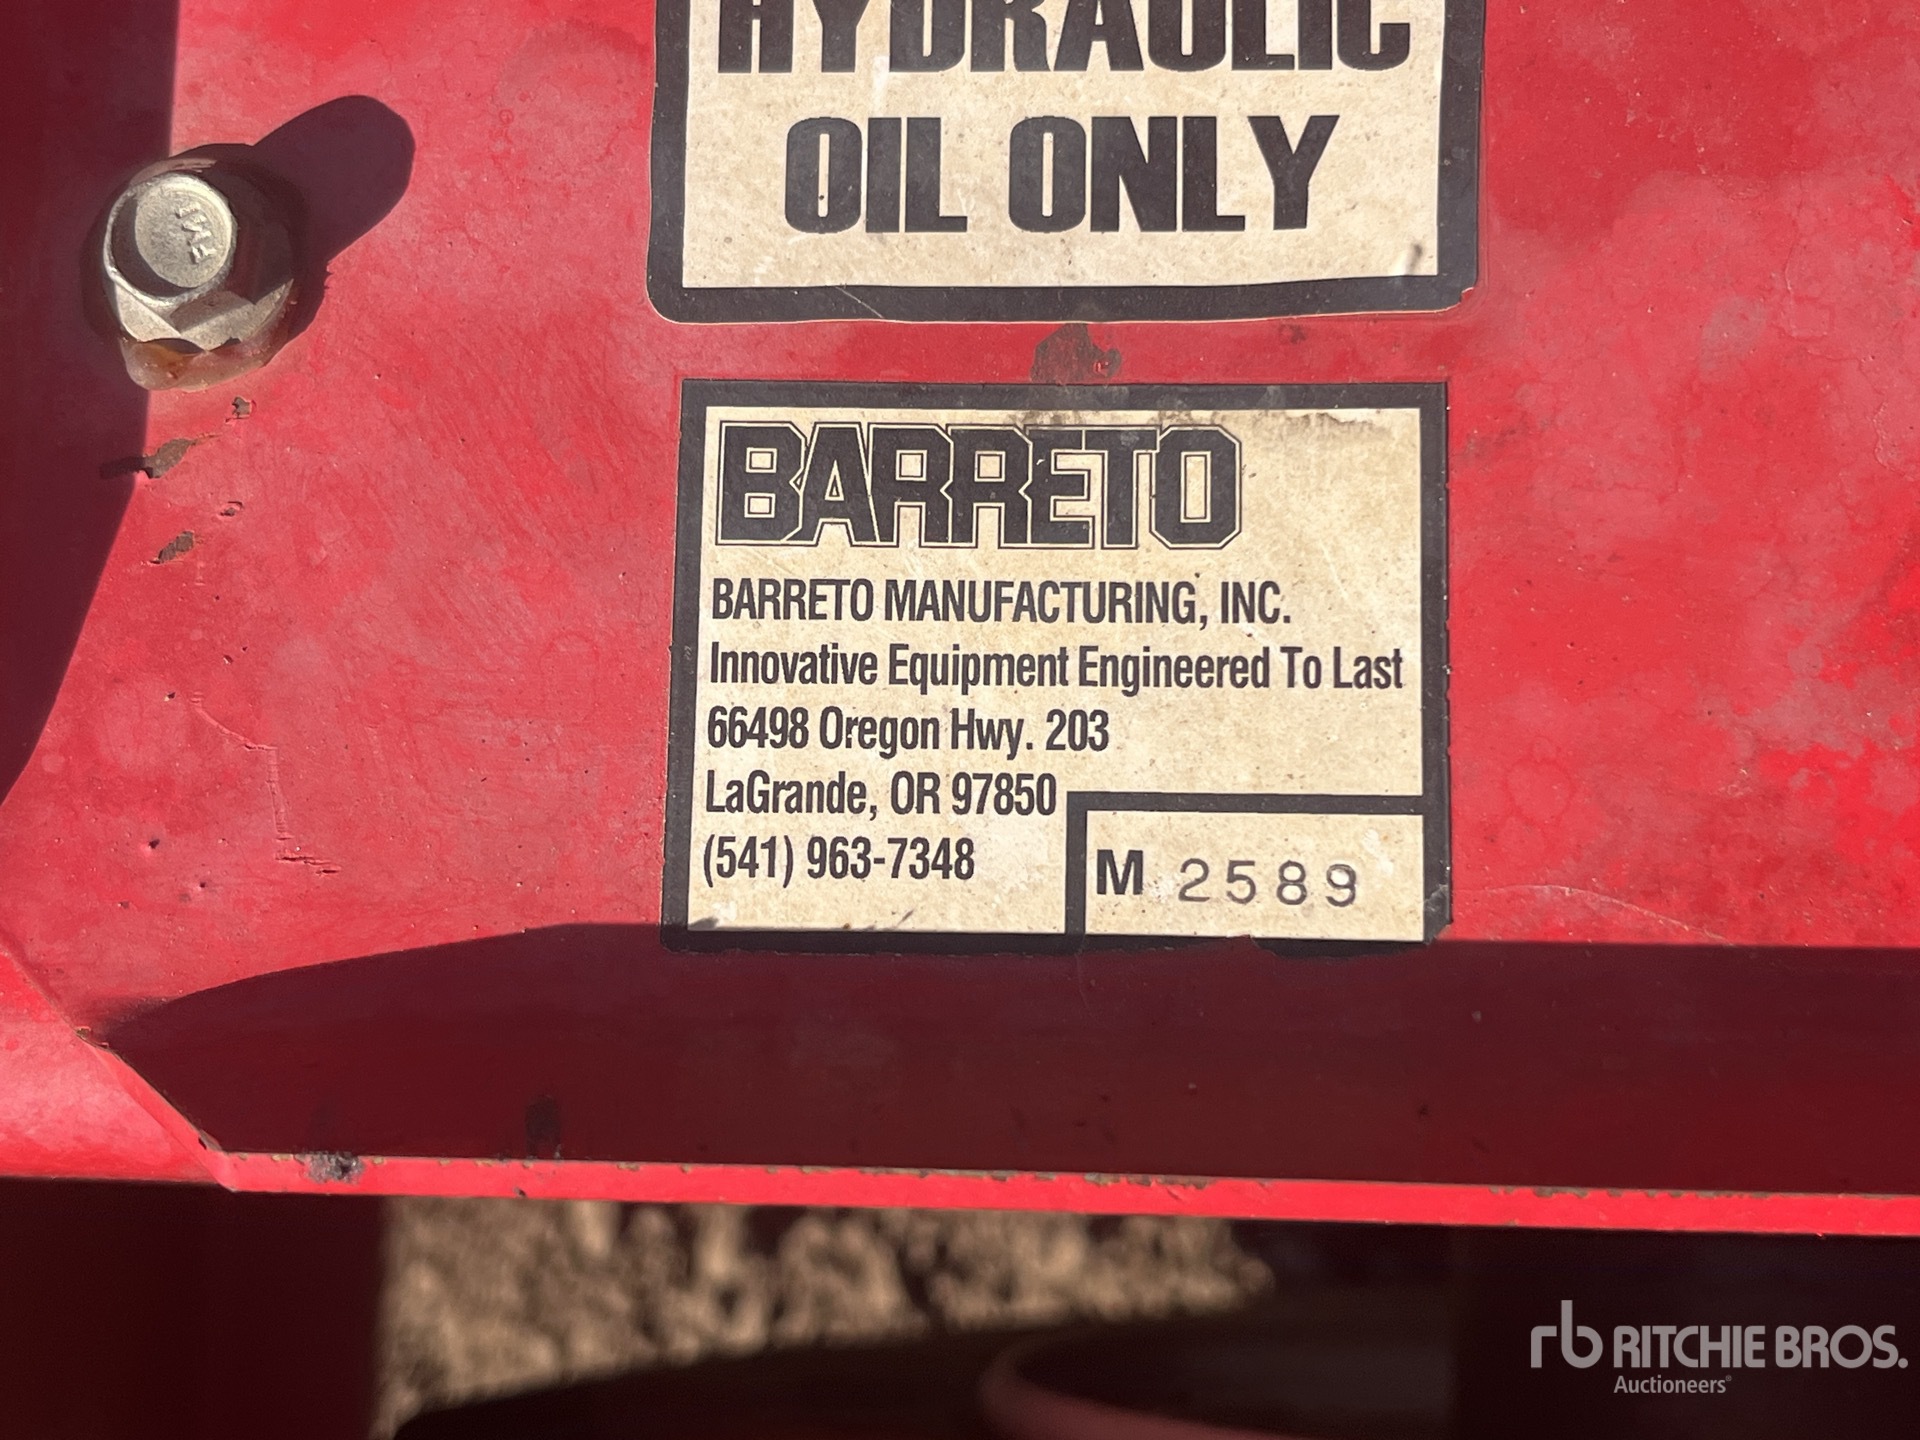 HYDRAULIC
OIL ONLY
BARRETO
BARRETO MANUFACTURING, INC.
Innovative Equipment Engineered To Last
66498 Oregon Hwy. 203
LaGrande, OR 97850
(541) 963-7348
M 2589
rb RITCHIE BROS.
Auctioneers